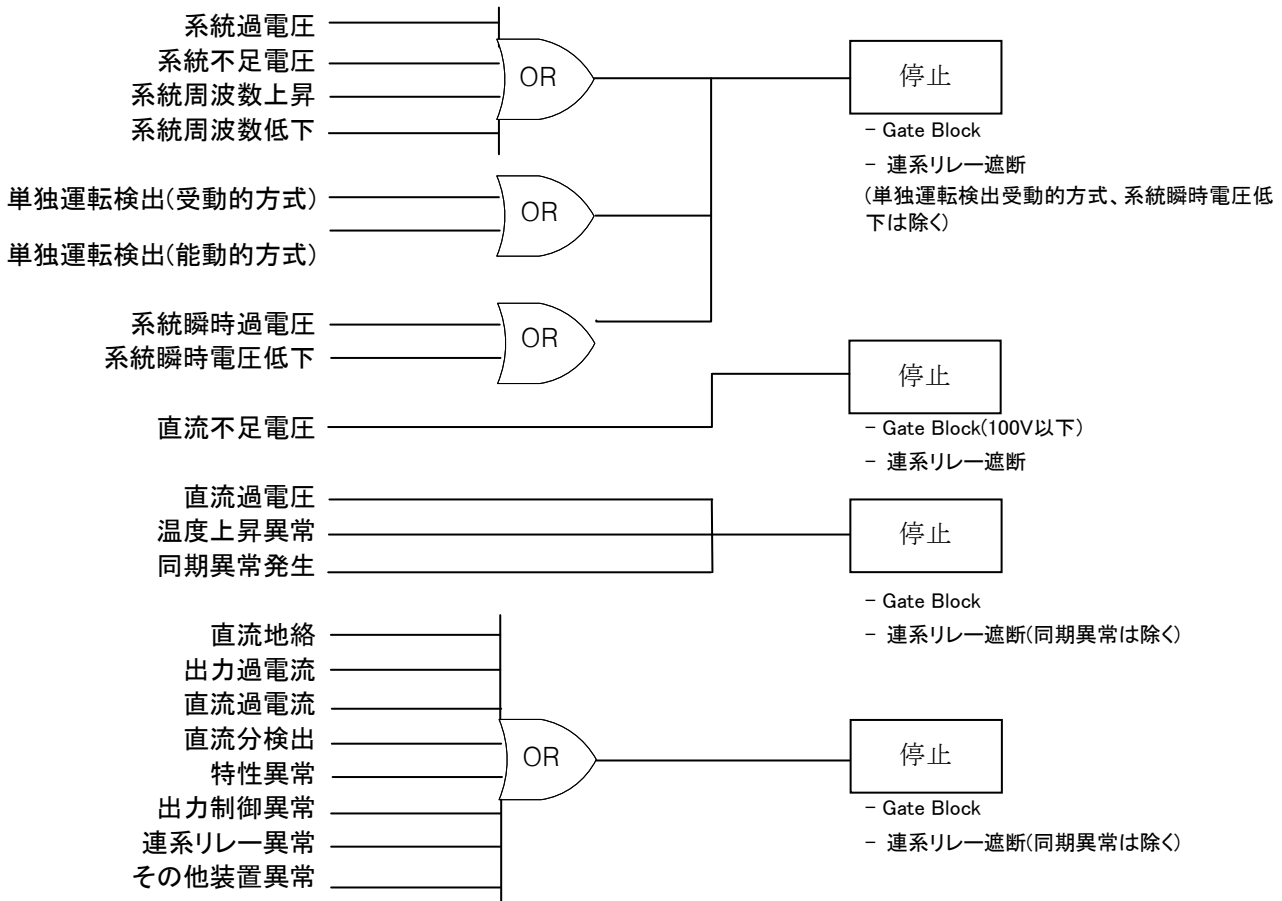 系統過電圧
系統不足電圧
系統周波数上昇
系統周波数低下
OR
停止
- Gate Block
- 連系リレー遮断
(単独運転検出受動的方式、系統瞬時電圧低
下は除く)
単独運転検出(受動的方式)
単独運転検出(能動的方式)
OR
系統瞬時過電圧
系統瞬時電圧低下
OR
直流不足電圧
停止
- Gate Block(100V以下)
- 連系リレー遮断
直流過電圧
温度上昇異常
同期異常発生
停止
- Gate Block
- 連系リレー遮断(同期異常は除く)
直流地絡
出力過電流
直流過電流
直流分検出
特性異常
出力制御異常
連系リレー異常
その他装置異常
OR
停止
- Gate Block
- 連系リレー遮断(同期異常は除く)